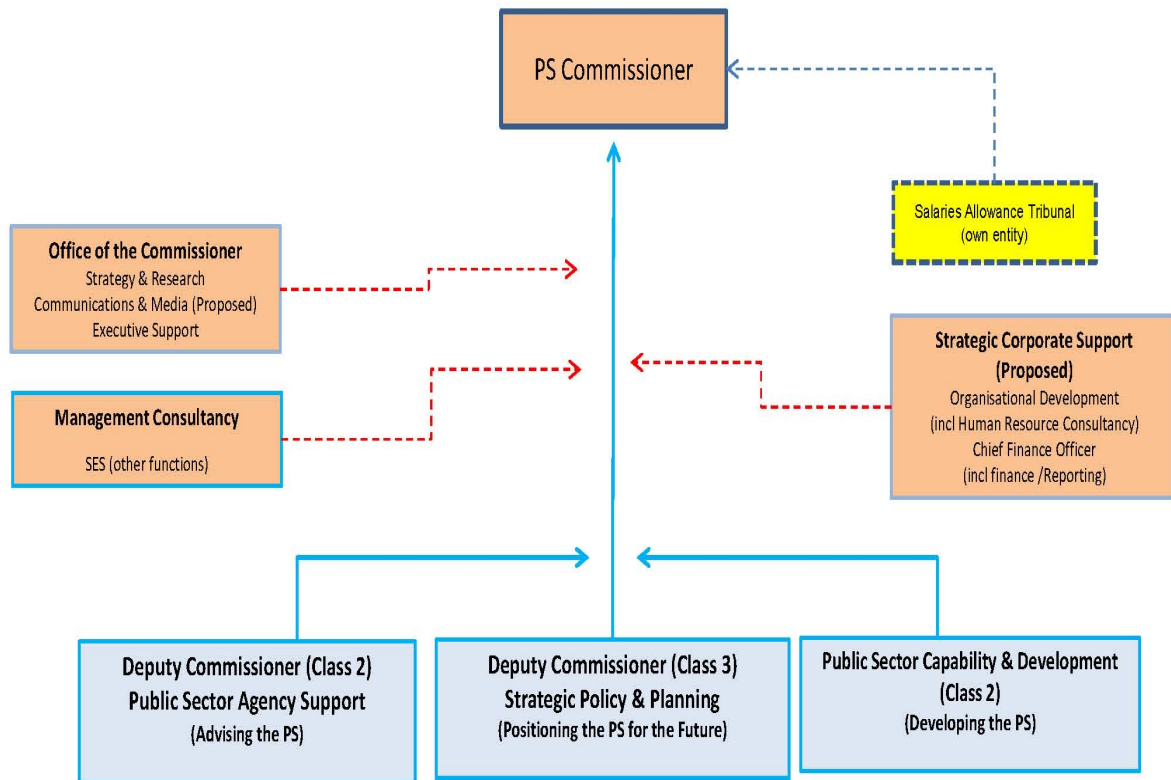 PS Commissioner
Salaries Allowance Tribunal
(own entity)
Office of the Commissioner
Strategy & Research
Communications & Media (Proposed)
Executive Support
Strategic Corporate Support
(Proposed)
Organisational Development
(incl Human Resource Consultancy)
Chief Finance Officer
(incl finance /Reporting)
Management Consultancy
SES (other functions)
Deputy Commissioner (Class 2)
Public Sector Agency Support
(Advising the PS)
Deputy Commissioner (Class 3)
Strategic Policy & Planning
(Positioning the PS for the Future)
Public Sector Capability & Development
(Class 2)
(Developing the PS)